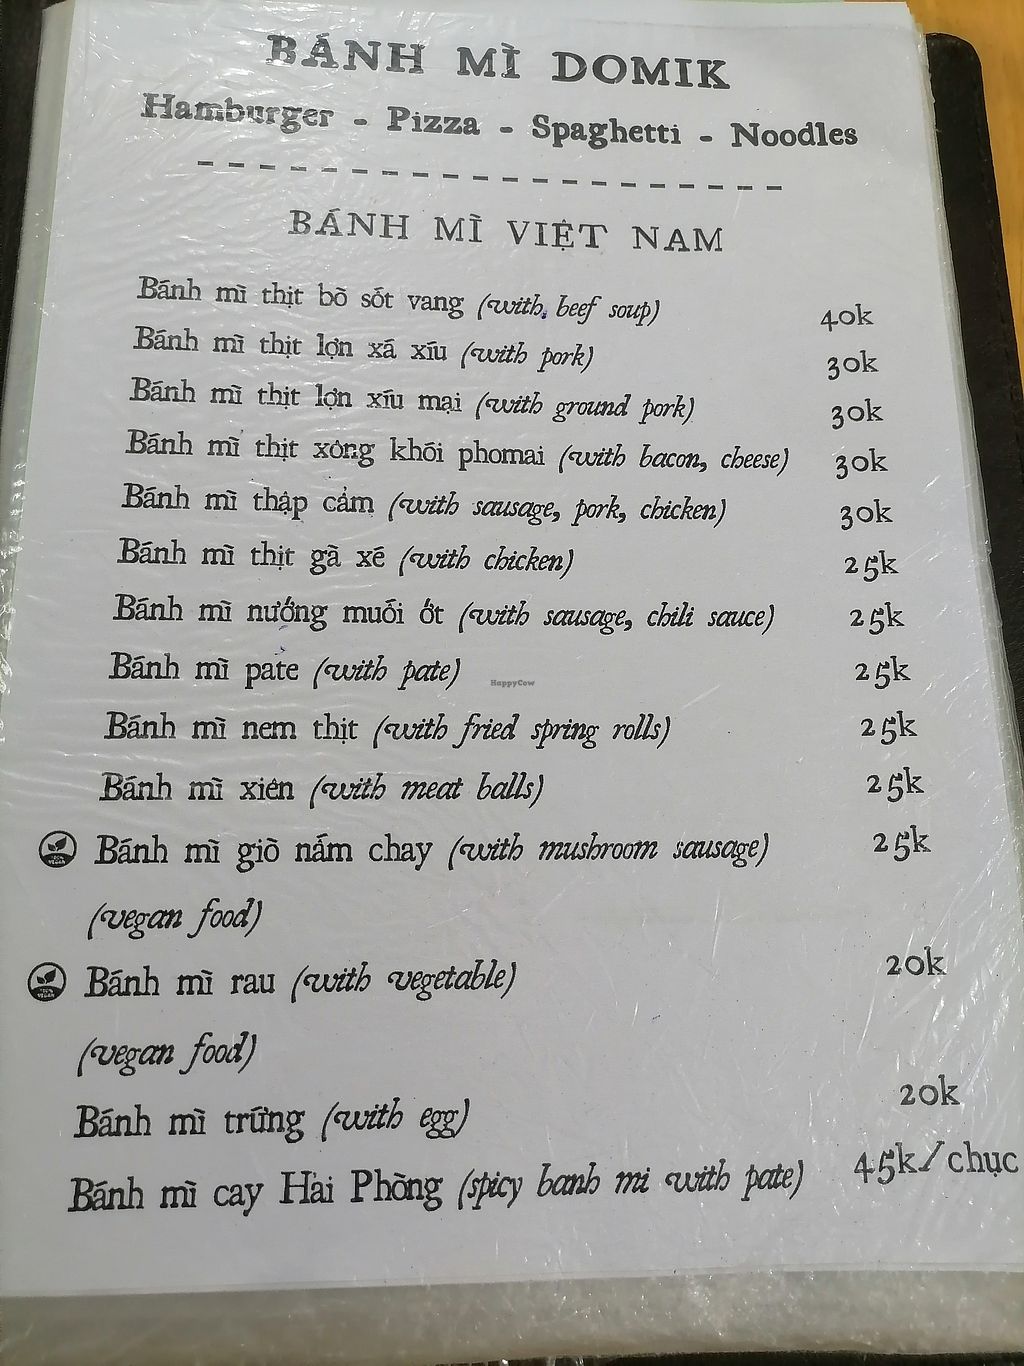 BÁNH MÌ DOMIK
Hamburger - Pizza - Spaghetti - Noodles
BÁNH MÌ VIỆT NAM
Bánh mì thịt bò sốt vang (with beef soup) 40k
Bánh mì thịt lợn xá xíu (with pork) 30k
Bánh mì thịt lợn xíu mại (with ground pork) 30k
Bánh mì thịt xông khói phomai (with bacon, cheese) 30k
Bánh mì thập cẩm (with sausage, pork, chicken) 30k
Bánh mì thịt gà xé (with chicken) 25k
Bánh mì nướng muối ớt (with sausage, chili sauce) 25k
Bánh mì pate (with pate) 25k
HappyCow
Bánh mì nem thịt (with fried spring rolls) 25k
Bánh mì xiên (with meat balls) 25k
Bánh mì giò nấm chay (with mushroom sausage) 25k
(vegan food)
Bánh mì rau (with vegetable) 20k
(vegan food)
Bánh mì trứng (with egg) 20k
Bánh mì cay Hải Phòng (spicy banh mi with pate) 45k/chục